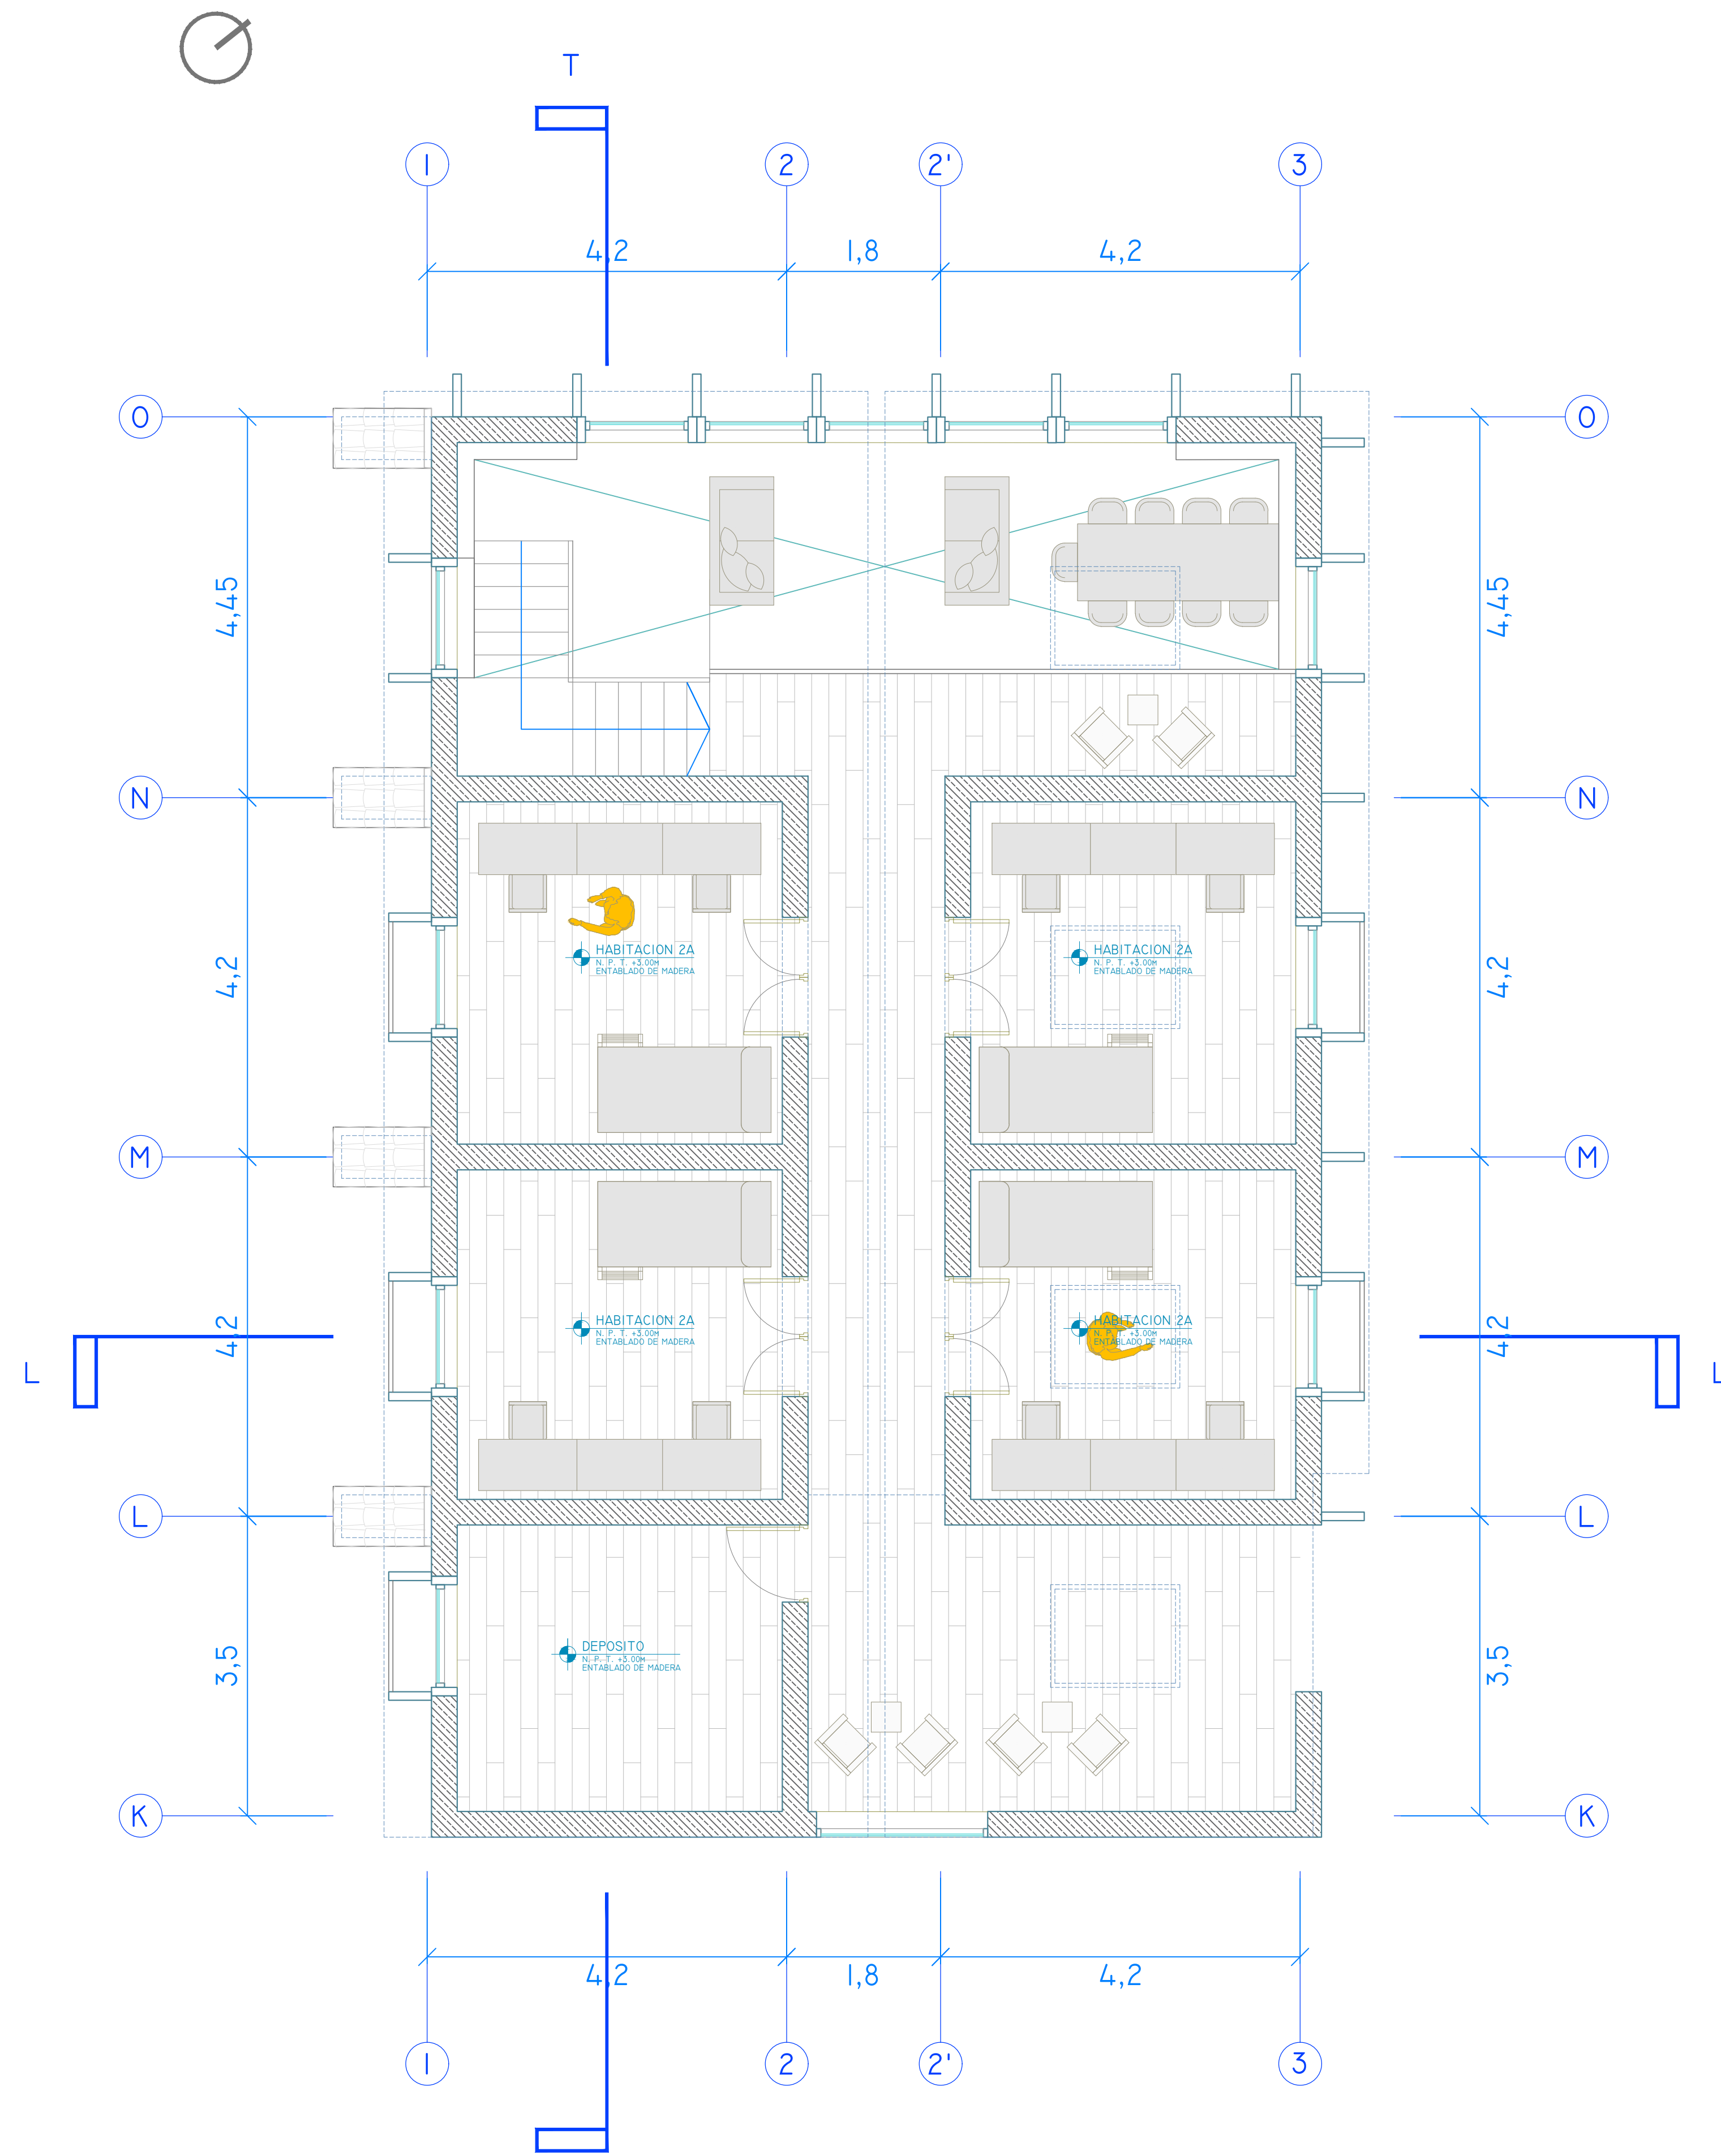 T
1 2 2' 3
4,2 1,8 4,2
O O
4,45 4,45
N N
4,2 4,2
HABITACION 2A
N. P. T. +3.00M
ENTABLADO DE MADERA
HABITACION 2A
N. P. T. +3.00M
ENTABLADO DE MADERA
M M
4,2 4,2
HABITACION 2A
N. P. T. +3.00M
ENTABLADO DE MADERA
HABITACION 2A
N. P. T. +3.00M
ENTABLADO DE MADERA
L L
L L
3,5 3,5
DEPOSITO
N. P. T. +3.00M
ENTABLADO DE MADERA
K K
4,2 1,8 4,2
1 2 2' 3